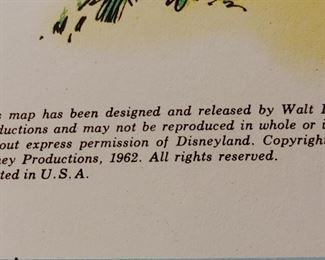 s map has been designed and released by Walt
ductions and may not be reproduced in whole or i
out express permission of Disneyland. Copyright
ney Productions, 1962. All rights reserved.
ted in U.S.A.